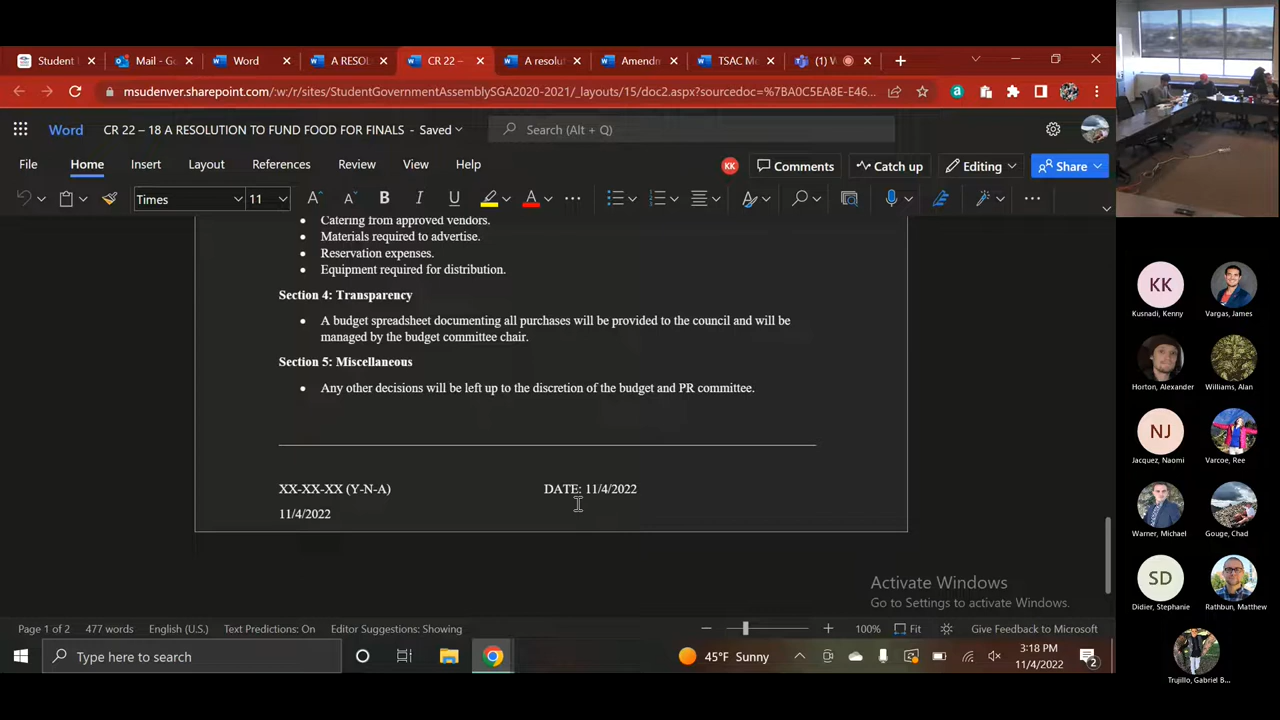 Student
Mail - G
Word
A RESOL
CR 22 –
A resolut
Amendm
TSAC Me
(1) W
msudenver.sharepoint.com/:w:/r/sites/StudentGovernmentAssemblySGA2020-2021/_layouts/15/doc2.aspx?sourcedoc=%7BA0C5EA8E-E46...
Word
CR 22 – 18 A RESOLUTION TO FUND FOOD FOR FINALS - Saved
Search (Alt + Q)
File
Home
Insert
Layout
References
Review
View
Help
KK
Comments
Catch up
Editing
Share
Times
11
Catering from approved vendors.
Materials required to advertise.
Reservation expenses.
Equipment required for distribution.
Section 4: Transparency
A budget spreadsheet documenting all purchases will be provided to the council and will be
managed by the budget committee chair.
Section 5: Miscellaneous
Any other decisions will be left up to the discretion of the budget and PR committee.
XX-XX-XX (Y-N-A)
DATE: 11/4/2022
11/4/2022
Activate Windows
Go to Settings to activate Windows.
Page 1 of 2
477 words
English (U.S.)
Text Predictions: On
Editor Suggestions: Showing
100%
Fit
Give Feedback to Microsoft
Type here to search
45°F Sunny
3:18 PM
11/4/2022
2
KK
Kusnadi, Kenny
Vargas, James
Horton, Alexander
Williams, Alan
NJ
Jacquez, Naomi
Varcoe, Ree
Warner, Michael
Gouge, Chad
SD
Didier, Stephanie
Rathbun, Matthew
Trujillo, Gabriel B...